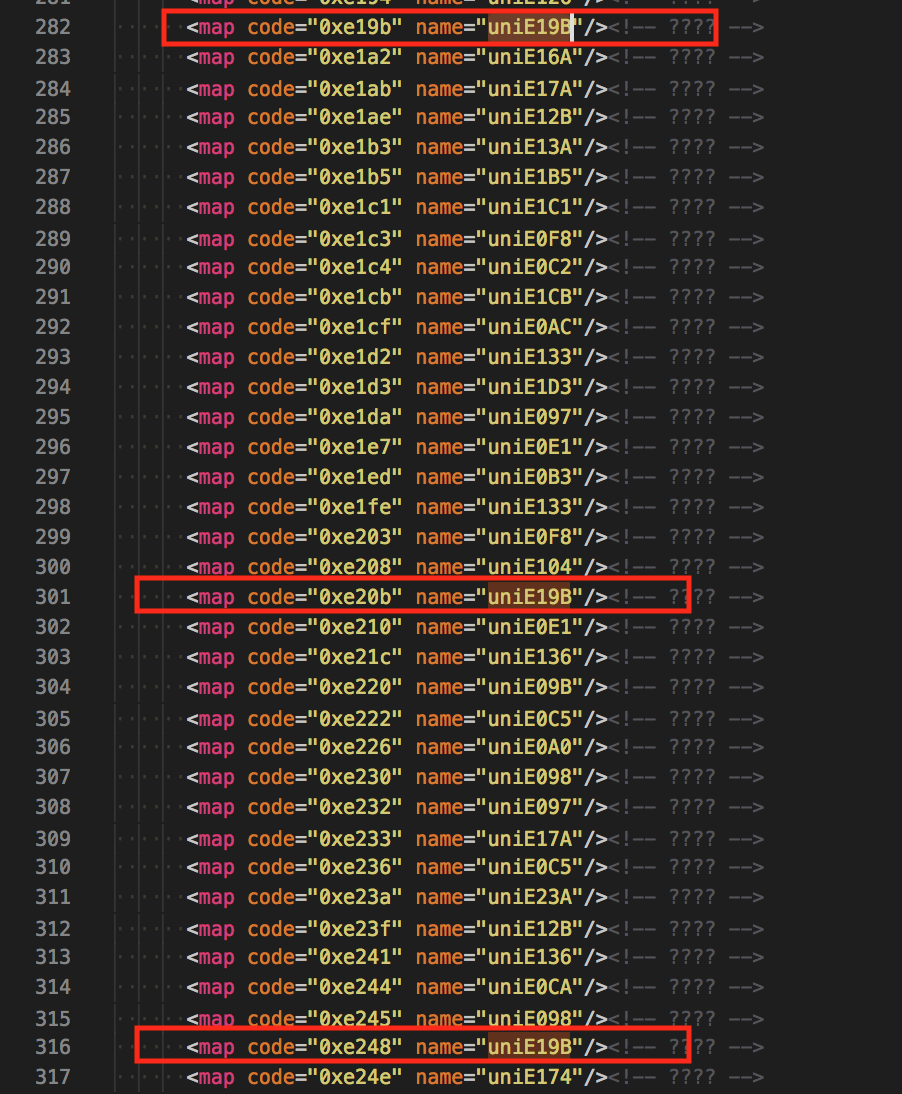 282 <map code="0xe19b" name="uniE19B"/><!-- ???? -->
283 <map code="0xe1a2" name="uniE16A"/><!-- ???? -->
284 <map code="0xe1ab" name="uniE17A"/><!-- ???? -->
285 <map code="0xe1ae" name="uniE12B"/><!-- ???? -->
286 <map code="0xe1b3" name="uniE13A"/><!-- ???? -->
287 <map code="0xe1b5" name="uniE1B5"/><!-- ???? -->
288 <map code="0xe1c1" name="uniE1C1"/><!-- ???? -->
289 <map code="0xe1c3" name="uniE0F8"/><!-- ???? -->
290 <map code="0xe1c4" name="uniE0C2"/><!-- ???? -->
291 <map code="0xe1cb" name="uniE1CB"/><!-- ???? -->
292 <map code="0xe1cf" name="uniE0AC"/><!-- ???? -->
293 <map code="0xe1d2" name="uniE133"/><!-- ???? -->
294 <map code="0xe1d3" name="uniE1D3"/><!-- ???? -->
295 <map code="0xe1da" name="uniE097"/><!-- ???? -->
296 <map code="0xe1e7" name="uniE0E1"/><!-- ???? -->
297 <map code="0xe1ed" name="uniE0B3"/><!-- ???? -->
298 <map code="0xe1fe" name="uniE133"/><!-- ???? -->
299 <map code="0xe203" name="uniE0F8"/><!-- ???? -->
300 <map code="0xe208" name="uniE104"/><!-- ???? -->
301 <map code="0xe20b" name="uniE19B"/><!-- ???? -->
302 <map code="0xe210" name="uniE0E1"/><!-- ???? -->
303 <map code="0xe21c" name="uniE136"/><!-- ???? -->
304 <map code="0xe220" name="uniE09B"/><!-- ???? -->
305 <map code="0xe222" name="uniE0C5"/><!-- ???? -->
306 <map code="0xe226" name="uniE0A0"/><!-- ???? -->
307 <map code="0xe230" name="uniE098"/><!-- ???? -->
308 <map code="0xe232" name="uniE097"/><!-- ???? -->
309 <map code="0xe233" name="uniE17A"/><!-- ???? -->
310 <map code="0xe236" name="uniE0C5"/><!-- ???? -->
311 <map code="0xe23a" name="uniE23A"/><!-- ???? -->
312 <map code="0xe23f" name="uniE12B"/><!-- ???? -->
313 <map code="0xe241" name="uniE136"/><!-- ???? -->
314 <map code="0xe244" name="uniE0CA"/><!-- ???? -->
315 <map code="0xe245" name="uniE098"/><!-- ???? -->
316 <map code="0xe248" name="uniE19B"/><!-- ???? -->
317 <map code="0xe24e" name="uniE174"/><!-- ???? -->